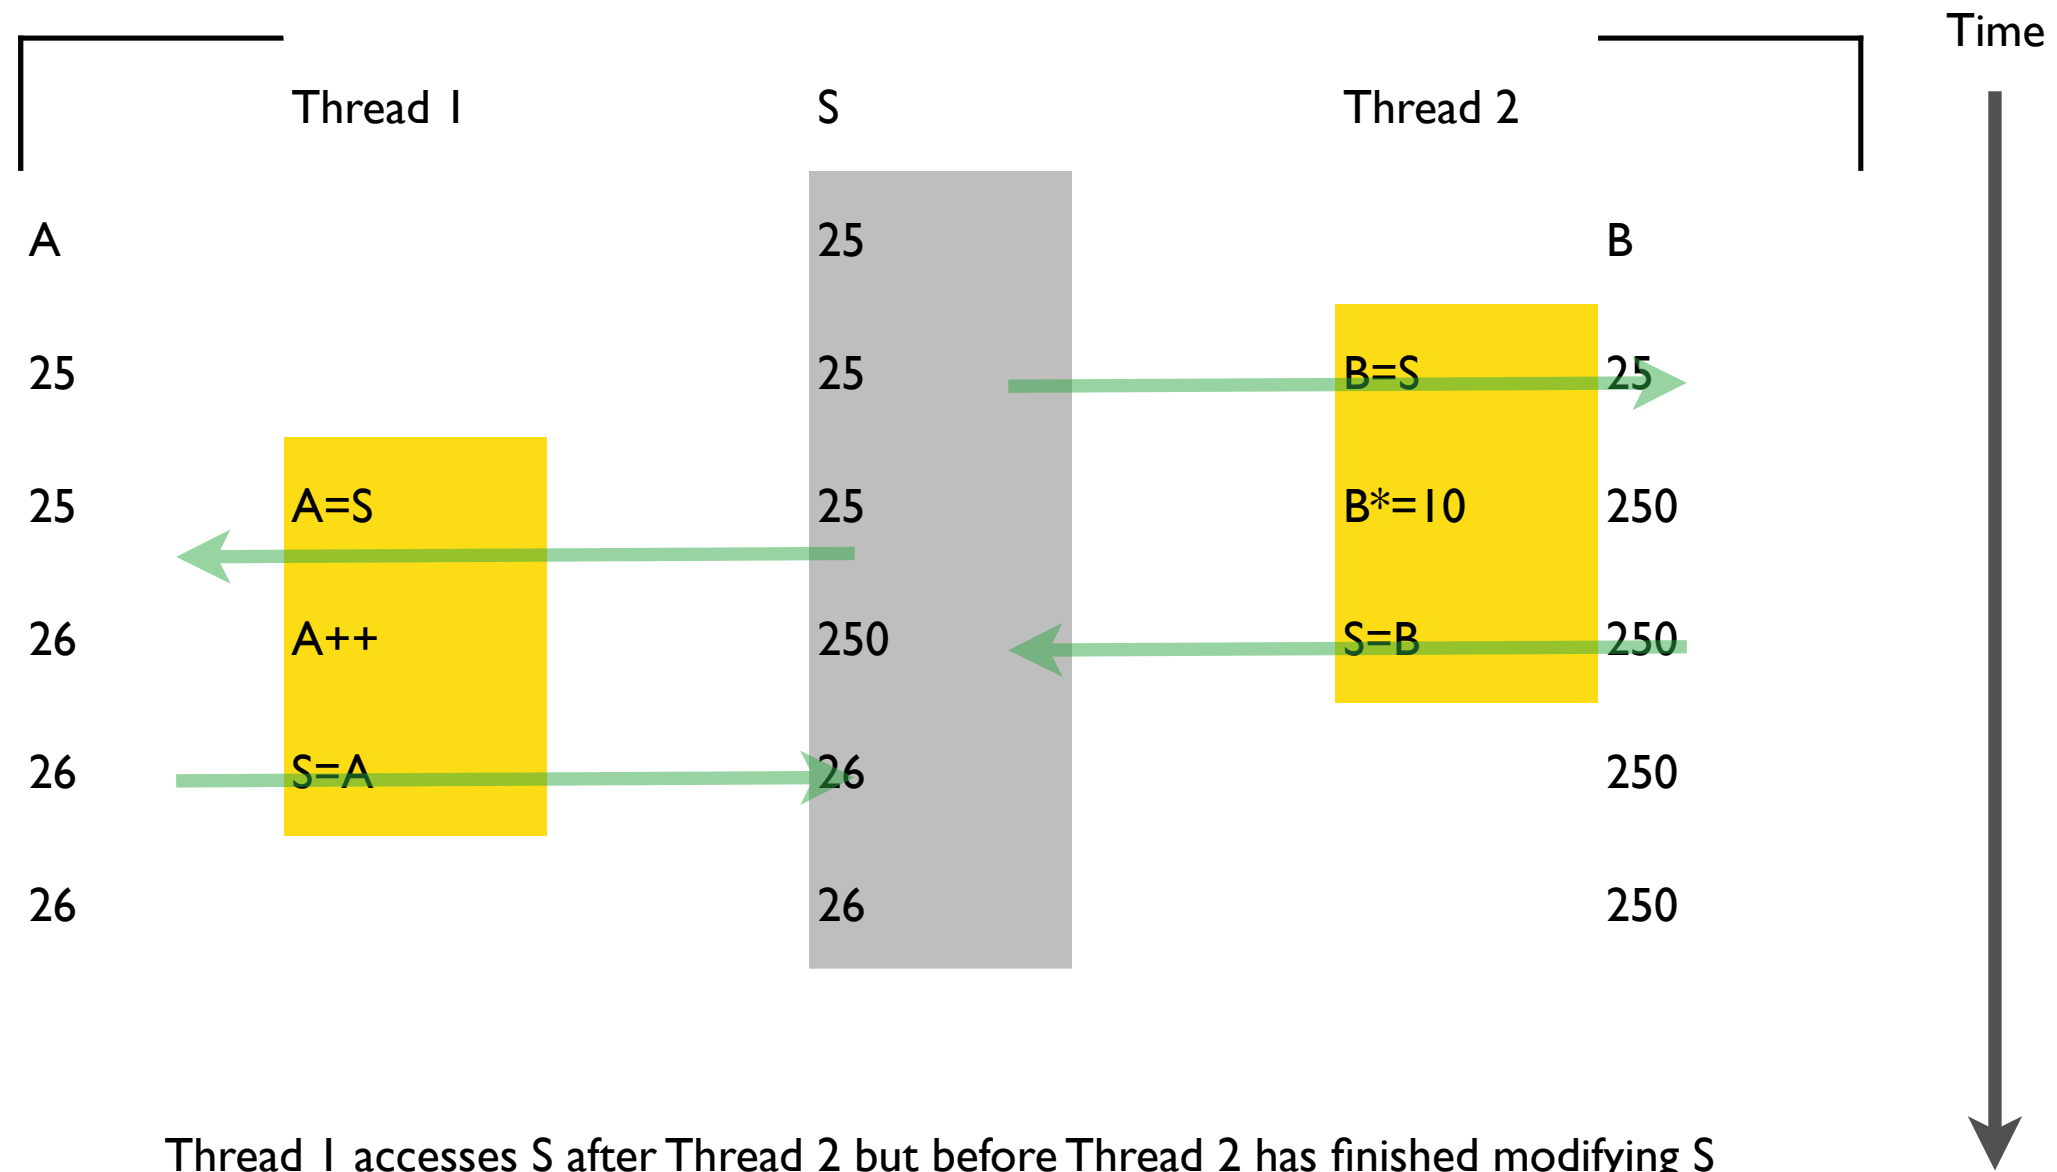 Time
Thread 1 S Thread 2
A 25 B
25 25 B=S 25
25 A=S 25 B*=10 250
26 A++ 250 S=B 250
26 S=A 26 250
26 26 250
Thread 1 accesses S after Thread 2 but before Thread 2 has finished modifying S